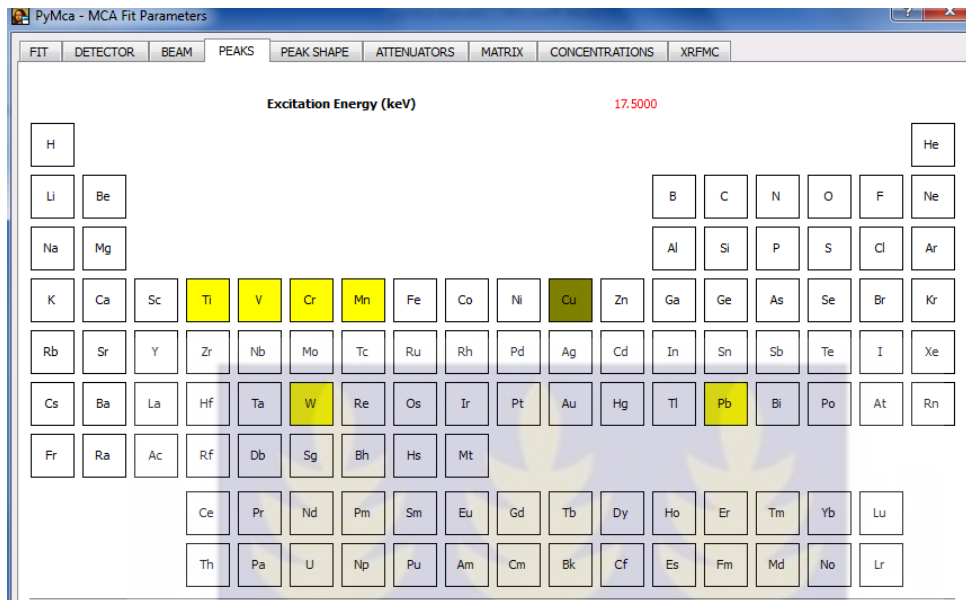 PyMca - MCA Fit Parameters
FIT DETECTOR BEAM PEAKS PEAK SHAPE ATTENUATORS MATRIX CONCENTRATIONS XRFMC
Excitation Energy (keV) 17.5000
H He
Li Be B C N O F Ne
Na Mg Al Si P S Cl Ar
K Ca Sc Ti V Cr Mn Fe Co Ni Cu Zn Ga Ge As Se Br Kr
Rb Sr Y Zr Nb Mo Tc Ru Rh Pd Ag Cd In Sn Sb Te I Xe
Cs Ba La Hf Ta W Re Os Ir Pt Au Hg Tl Pb Bi Po At Rn
Fr Ra Ac Rf Db Sg Bh Hs Mt
Ce Pr Nd Pm Sm Eu Gd Tb Dy Ho Er Tm Yb Lu
Th Pa U Np Pu Am Cm Bk Cf Es Fm Md No Lr